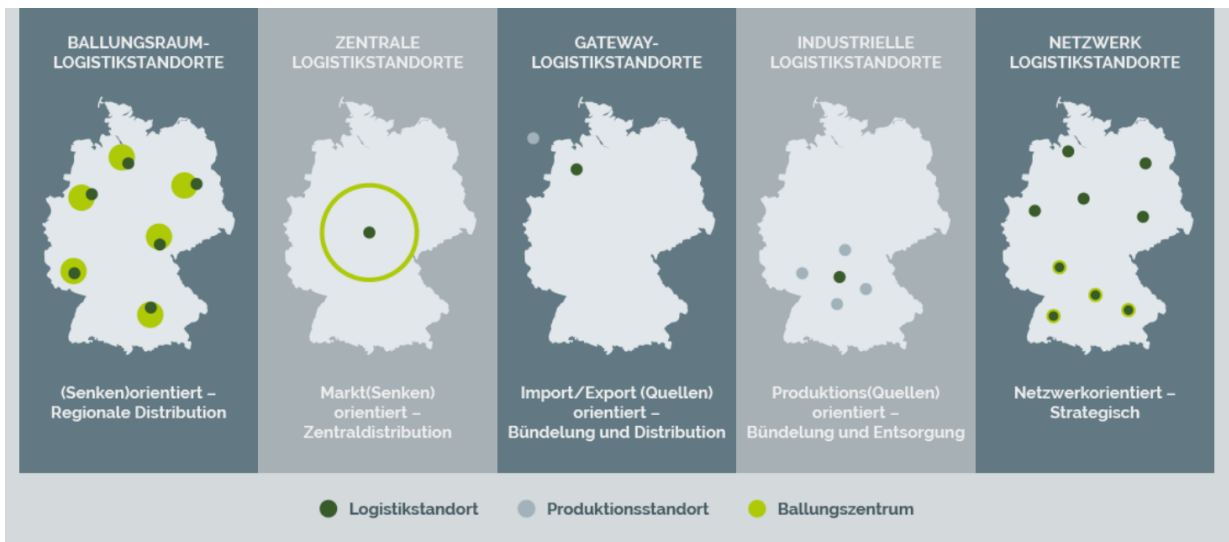 BALLUNGSRAUM-
LOGISTIKSTANDORTE
(Senken)orientiert –
Regionale Distribution
ZENTRALE
LOGISTIKSTANDORTE
Markt(Senken)
orientiert –
Zentraldistribution
GATEWAY-
LOGISTIKSTANDORTE
Import/Export (Quellen)
orientiert –
Bündelung und Distribution
INDUSTRIELLE
LOGISTIKSTANDORTE
Produktions(Quellen)
orientiert –
Bündelung und Entsorgung
NETZWERK
LOGISTIKSTANDORTE
Netzwerkorientiert –
Strategisch
Logistikstandort
Produktionsstandort
Ballungszentrum